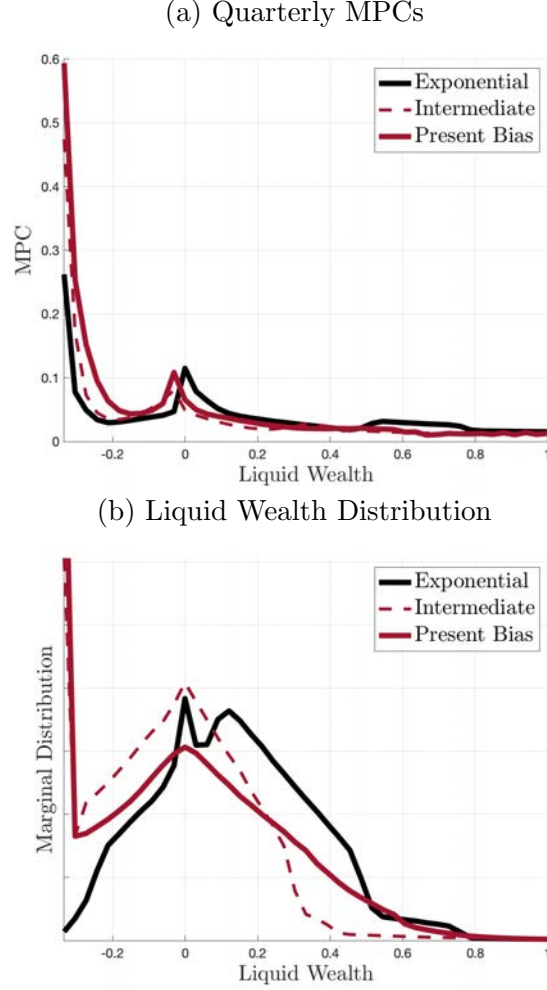 (a) Quarterly MPCs
0.6
0.5
0.4
0.3
0.2
0.1
0
MPC
Exponential
Intermediate
Present Bias
-0.2 0 0.2 0.4 0.6 0.8 1
Liquid Wealth
(b) Liquid Wealth Distribution
Marginal Distribution
Exponential
Intermediate
Present Bias
-0.2 0 0.2 0.4 0.6 0.8 1
Liquid Wealth